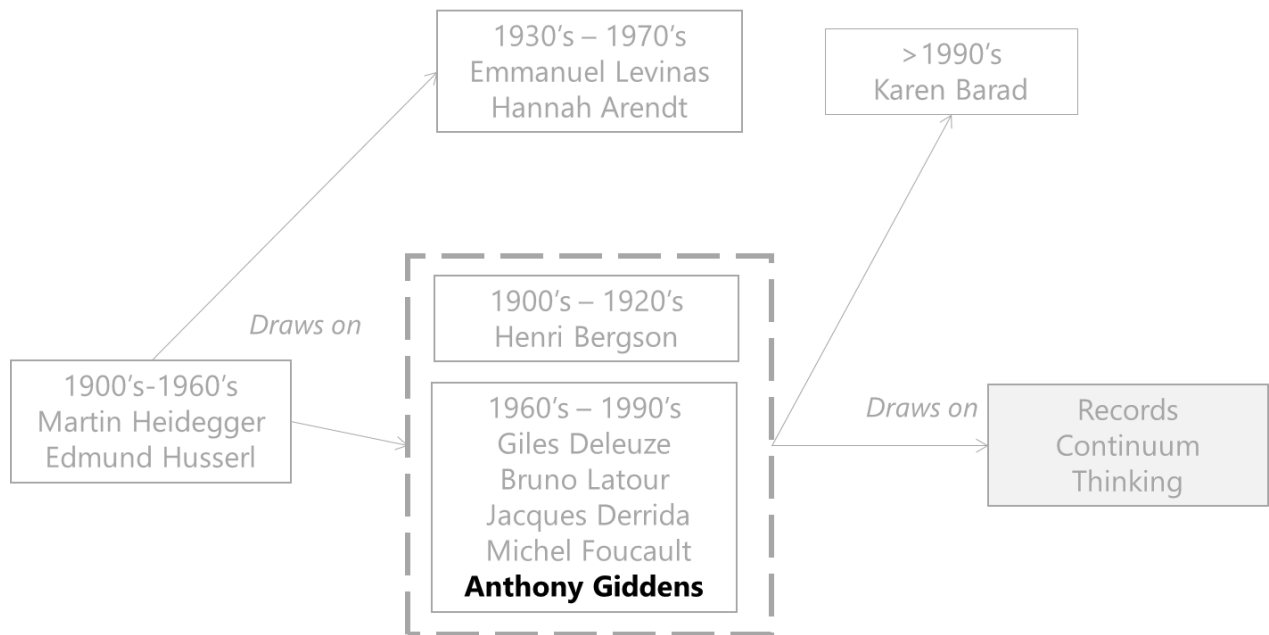 1930’s – 1970’s
Emmanuel Levinas
Hannah Arendt
>1990’s
Karen Barad
Draws on
1900’s-1960’s
Martin Heidegger
Edmund Husserl
1900’s – 1920’s
Henri Bergson
1960’s – 1990’s
Giles Deleuze
Bruno Latour
Jacques Derrida
Michel Foucault
Anthony Giddens
Draws on
Records
Continuum
Thinking